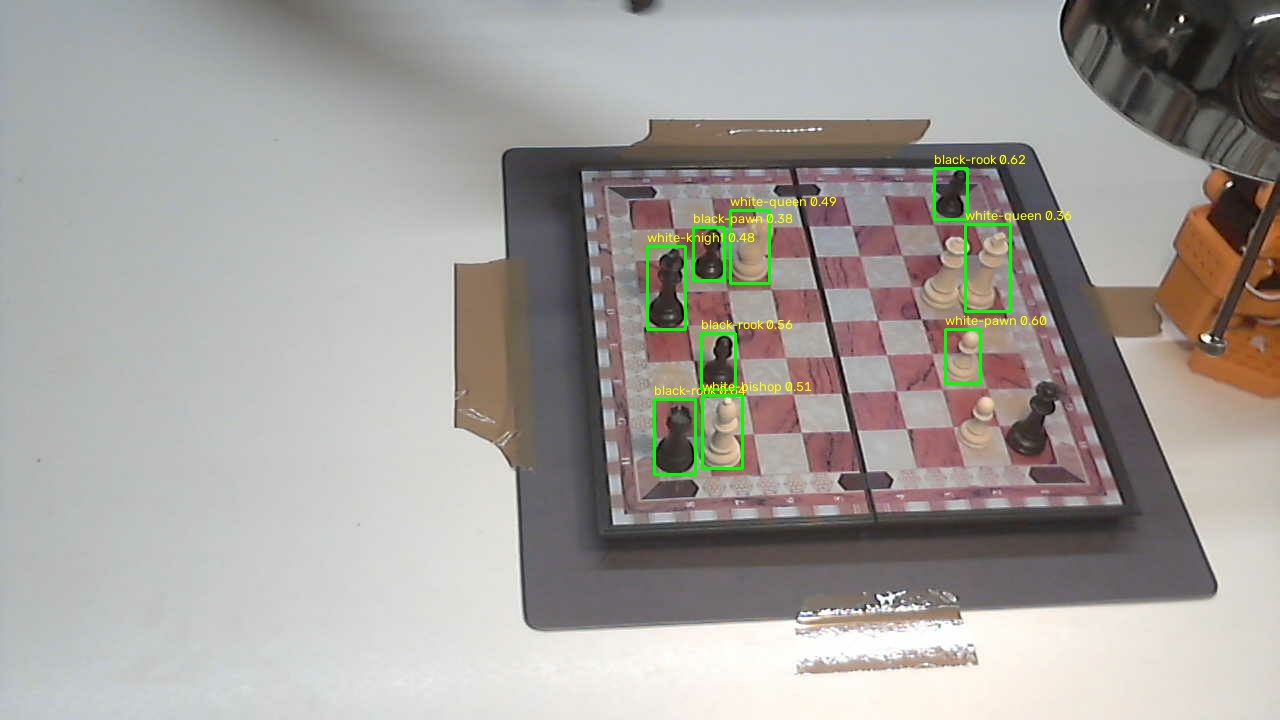 black-rook 0.62
white-queen 0.49
white-queen 0.36
black-pawn 0.38
white-knight 0.48
white-pawn 0.60
black-rook 0.56
white-bishop 0.51